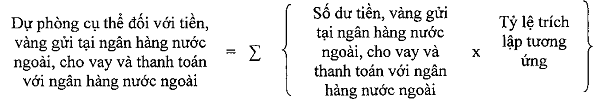 Dự phòng cụ thể đối với tiền,
vàng gửi tại ngân hàng nước
ngoài, cho vay và thanh toán
với ngân hàng nước ngoài
= ∑ {
Số dư tiền, vàng gửi
tại ngân hàng nước
ngoài, cho vay và
thanh toán với ngân
hàng nước ngoài
x
Tỷ lệ trích
lập tương
ứng
}